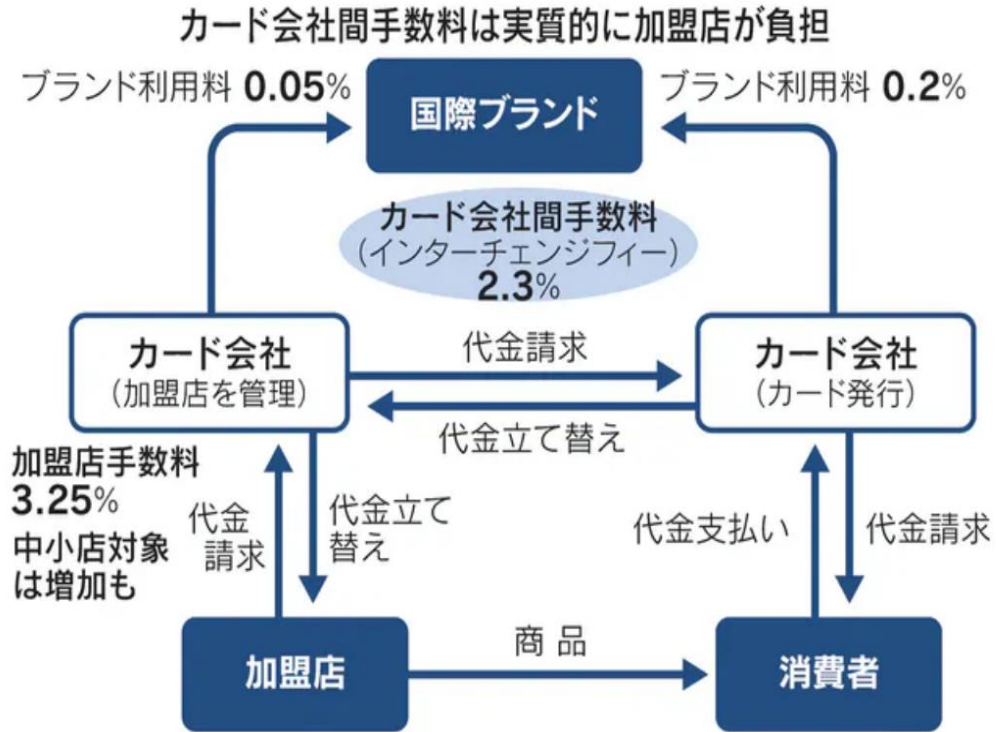 カード会社間手数料は実質的に加盟店が負担
ブランド利用料 0.05%
国際ブランド
ブランド利用料 0.2%
カード会社間手数料
(インターチェンジフィー)
2.3%
カード会社
(加盟店を管理)
代金請求
代金立て替え
カード会社
(カード発行)
加盟店手数料
3.25%
中小店対象
は増加も
代金
請求
代金立て
替え
代金支払い
代金請求
加盟店
商品
消費者